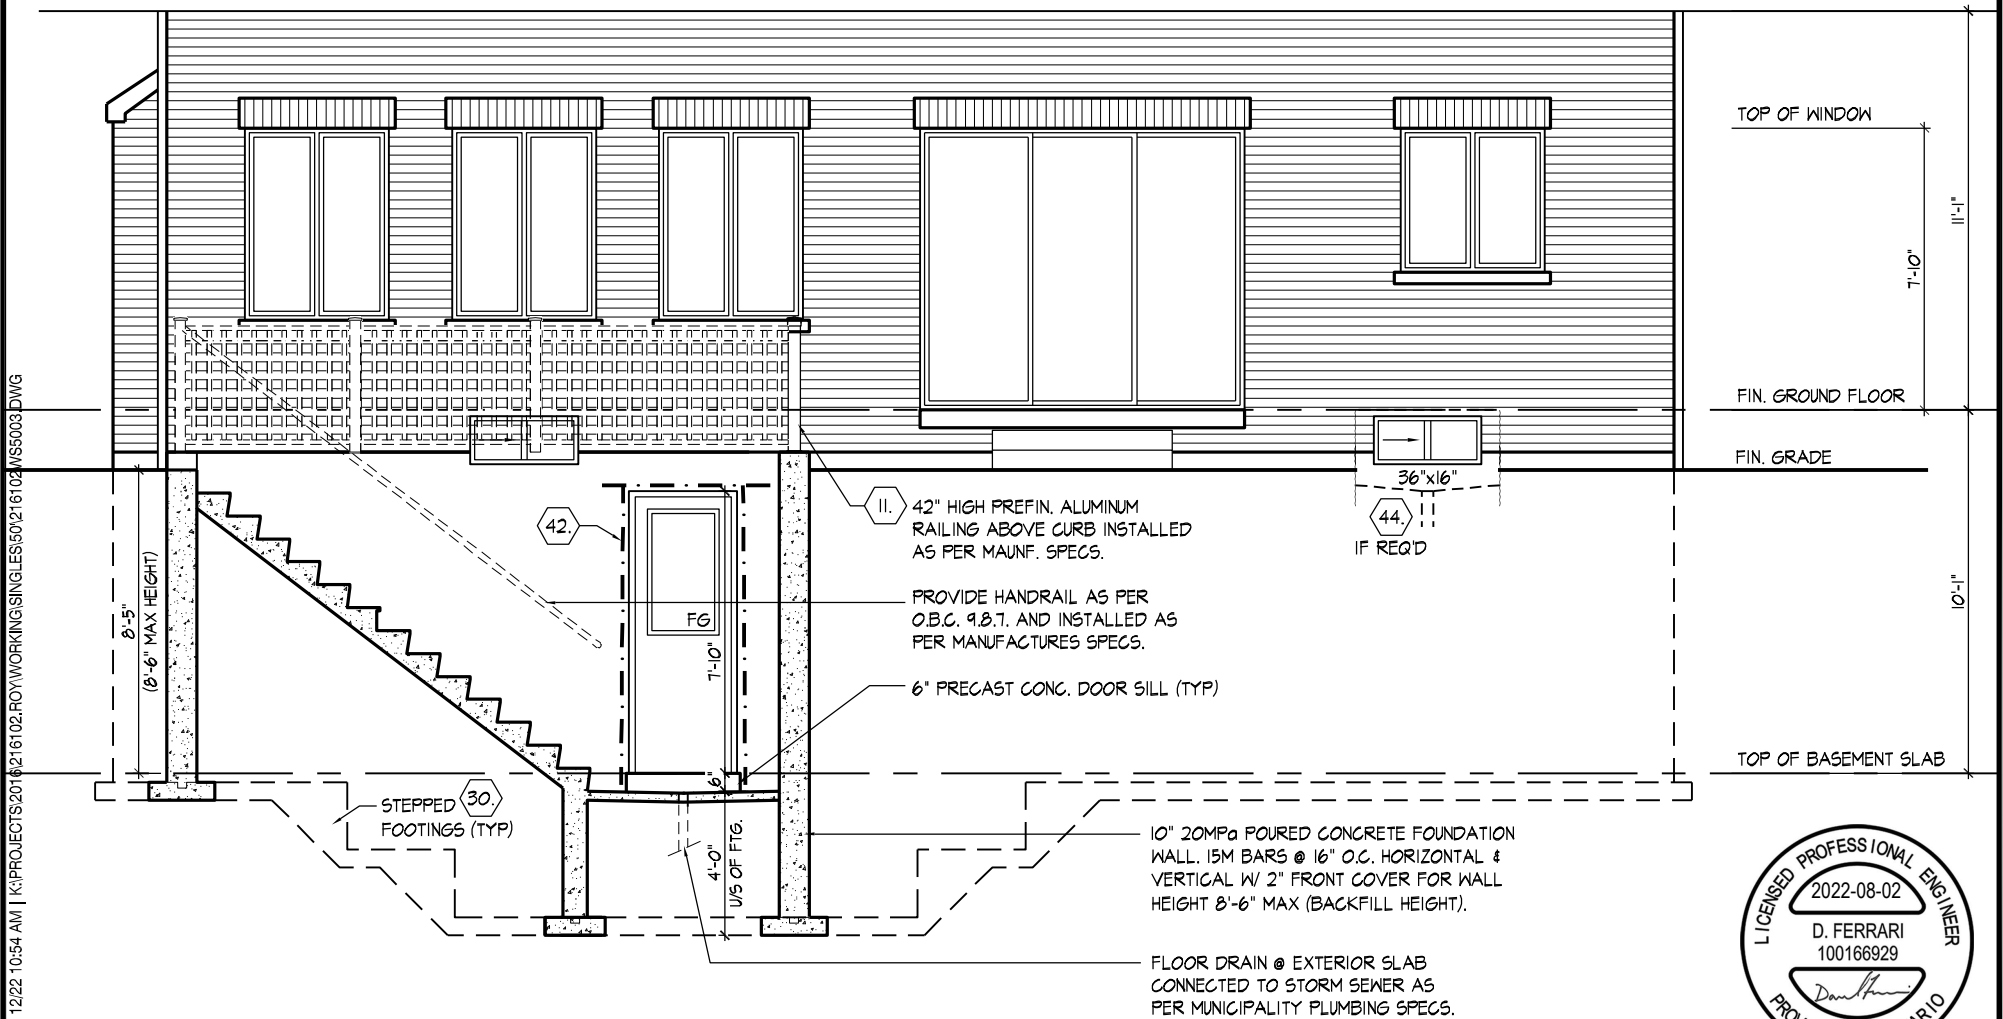 TOP OF WINDOW
11'-1"
7'-10"
FIN. GROUND FLOOR
FIN. GRADE
36"x16"
44.
IF REQ'D
11.
42" HIGH PREFIN. ALUMINUM
RAILING ABOVE CURB INSTALLED
AS PER MAUNF. SPECS.
42.
PROVIDE HANDRAIL AS PER
O.B.C. 9.8.7. AND INSTALLED AS
PER MANUFACTURES SPECS.
FG
7'-10"
8'-5"
(8'-6" MAX HEIGHT)
10'-1"
6" PRECAST CONC. DOOR SILL (TYP)
TOP OF BASEMENT SLAB
6"
STEPPED 30.
FOOTINGS (TYP)
4'-0"
U/S OF FTG.
10" 20MPa POURED CONCRETE FOUNDATION
WALL. 15M BARS @ 16" O.C. HORIZONTAL &
VERTICAL W/ 2" FRONT COVER FOR WALL
HEIGHT 8'-6" MAX (BACKFILL HEIGHT).
FLOOR DRAIN @ EXTERIOR SLAB
CONNECTED TO STORM SEWER AS
PER MUNICIPALITY PLUMBING SPECS.
LICENSED PROFESSIONAL ENGINEER
2022-08-02
D. FERRARI
100166929
12/22 10:54 AM | K:\PROJECTS\2016\216102.ROY\WORKING\SINGLES\50\216102WS5003.DWG